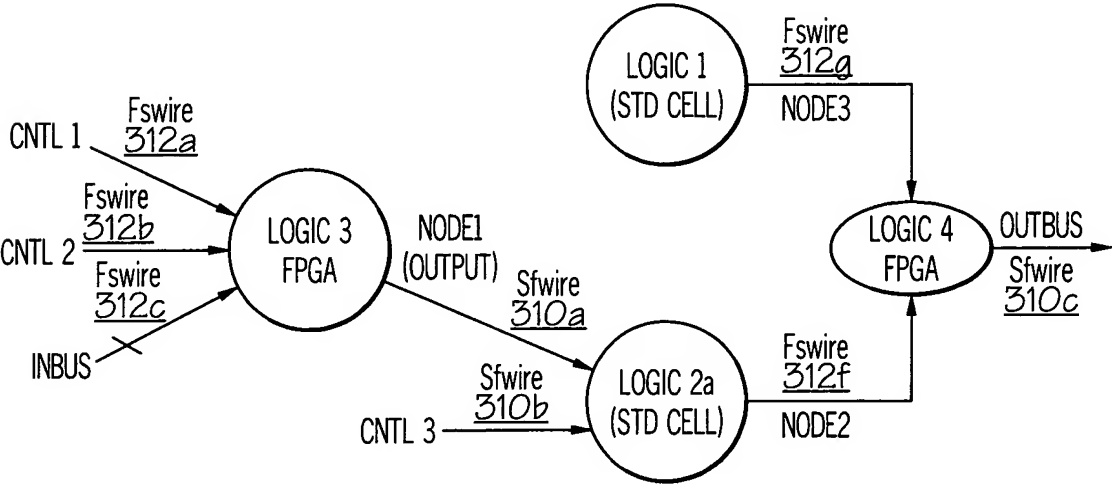 CNTL 1
Fswire
312a
CNTL 2
Fswire
312b
Fswire
312c
INBUS
LOGIC 3
FPGA
NODE1
(OUTPUT)
Sfwire
310a
CNTL 3
Sfwire
310b
LOGIC 1
(STD CELL)
Fswire
312g
NODE3
LOGIC 2a
(STD CELL)
Fswire
312f
NODE2
LOGIC 4
FPGA
OUTBUS
Sfwire
310c